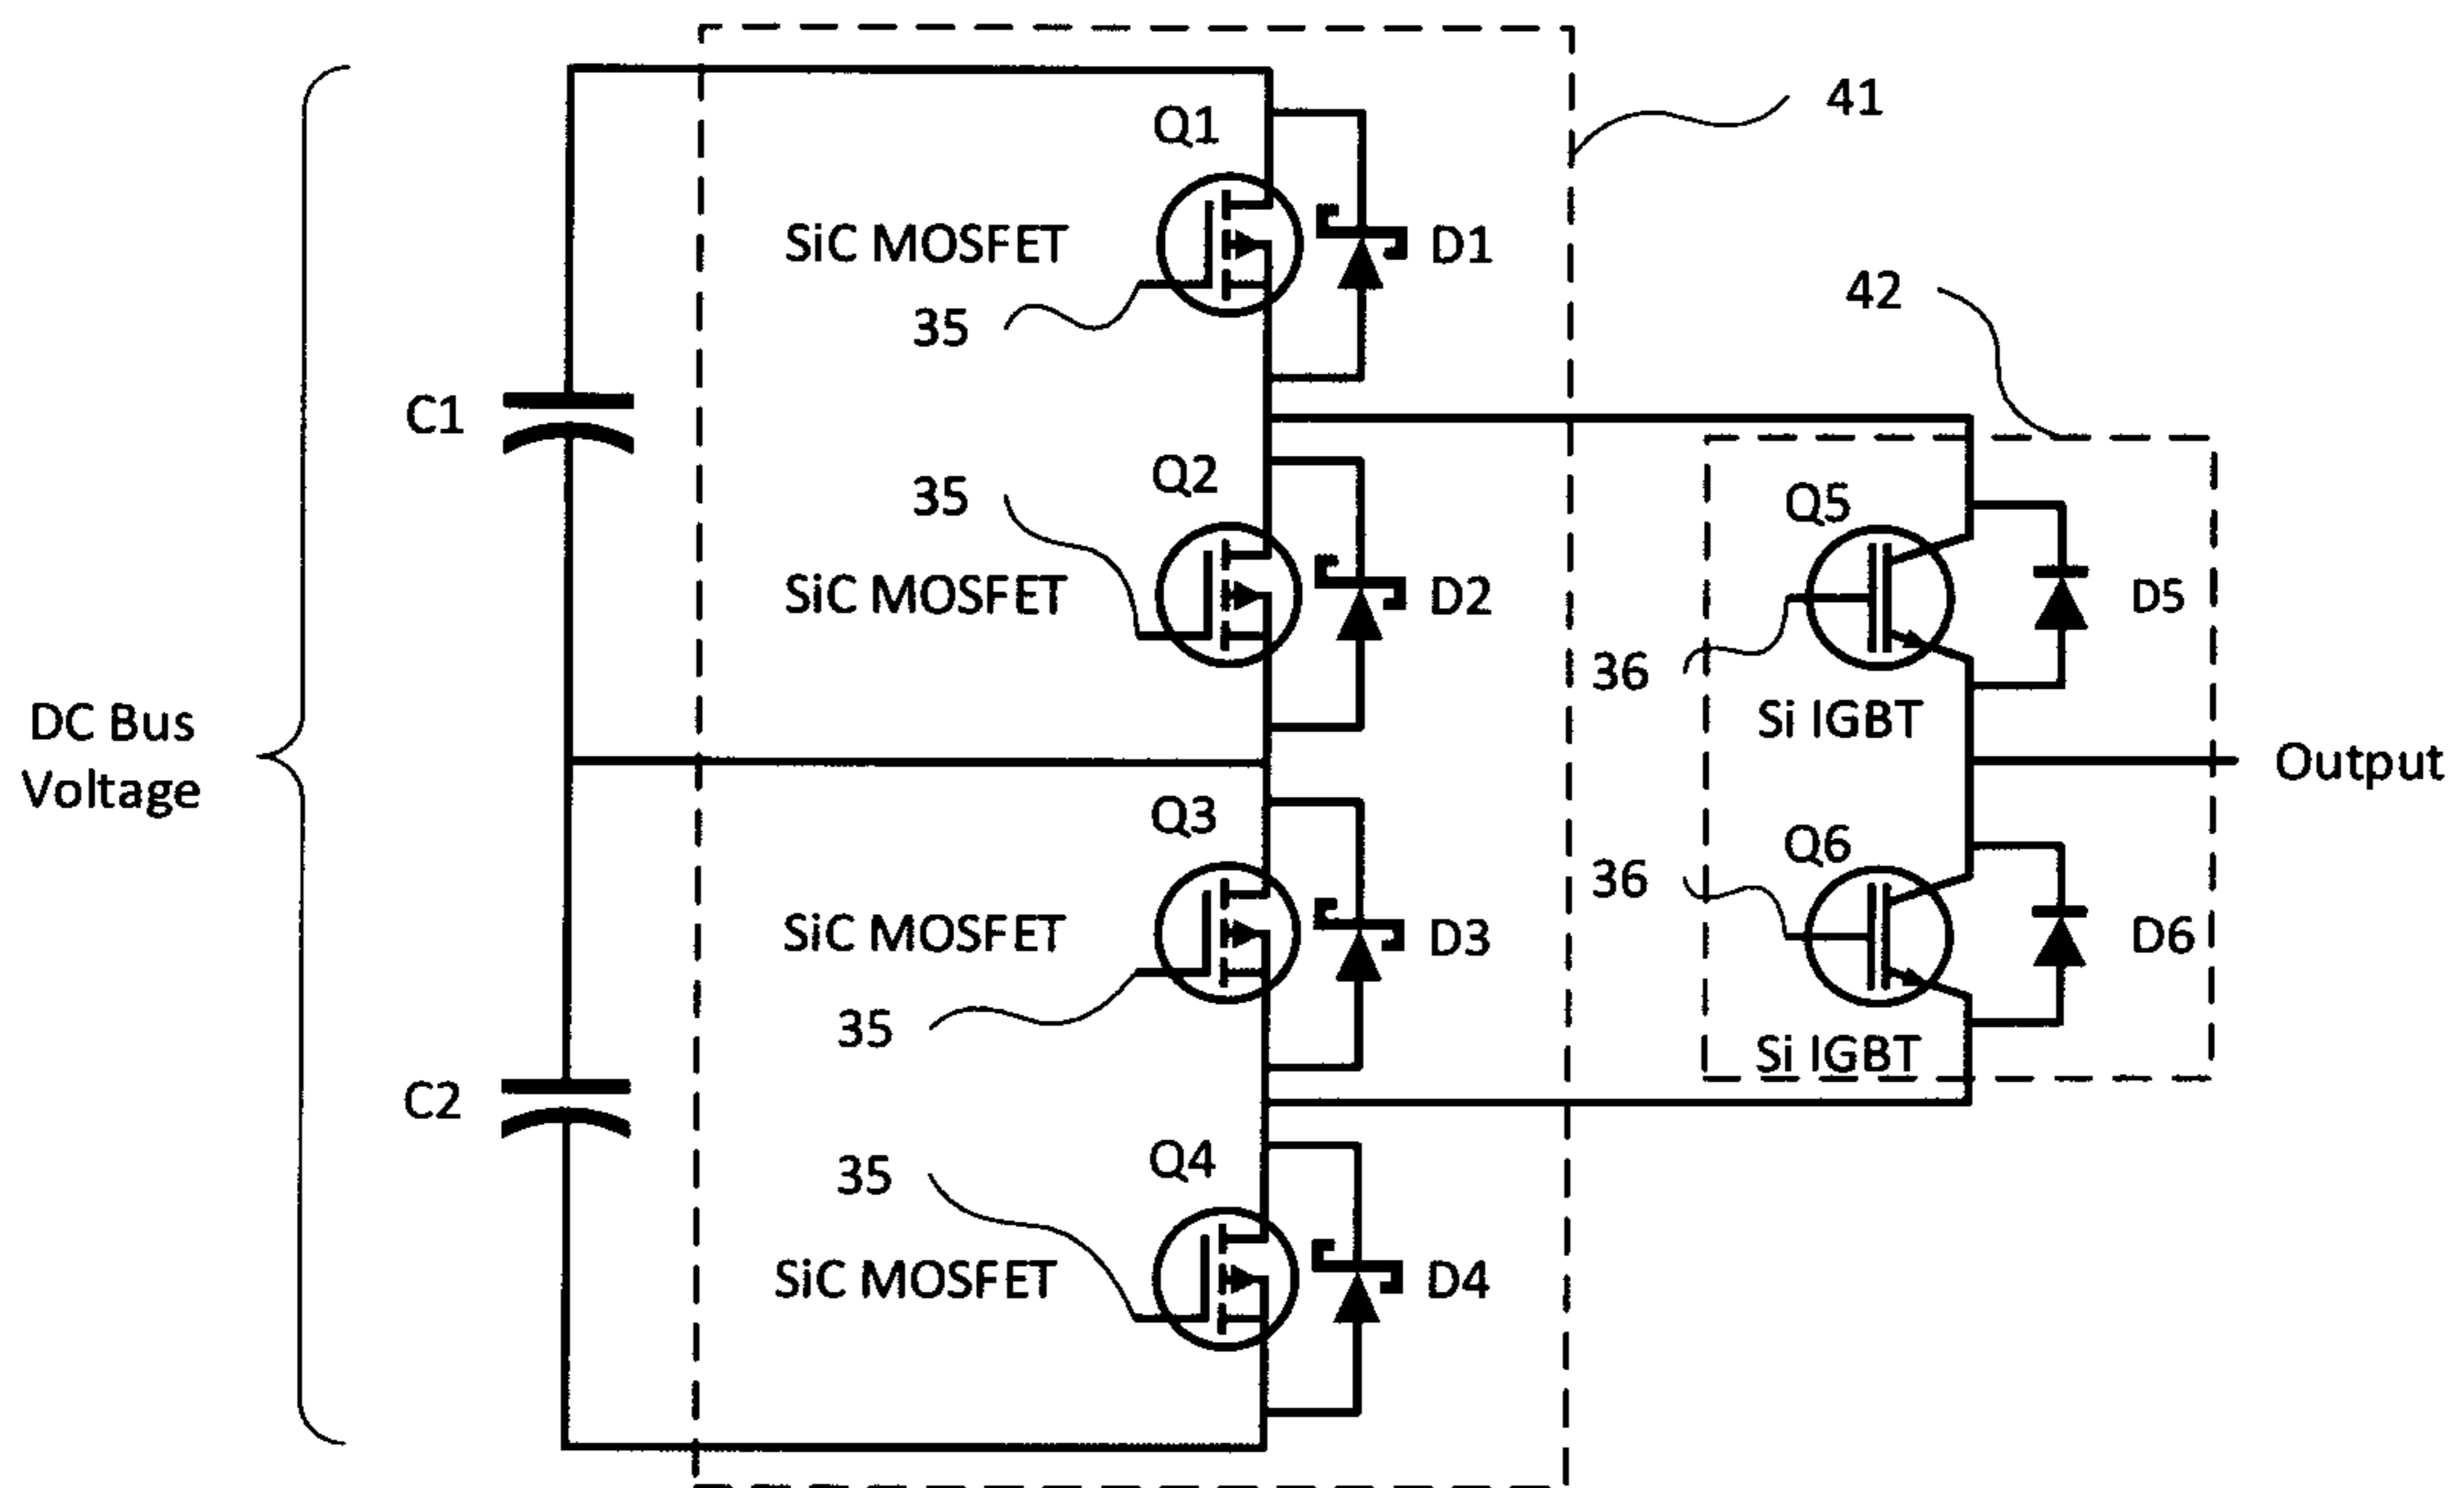 41
Q1
SiC MOSFET
D1
35
42
C1
Q2
35
Q5
SiC MOSFET
D2
D5
36
Si IGBT
DC Bus
Voltage
Output
Q3
Q6
36
SiC MOSFET
D3
D6
35
Si IGBT
C2
Q4
35
SiC MOSFET
D4